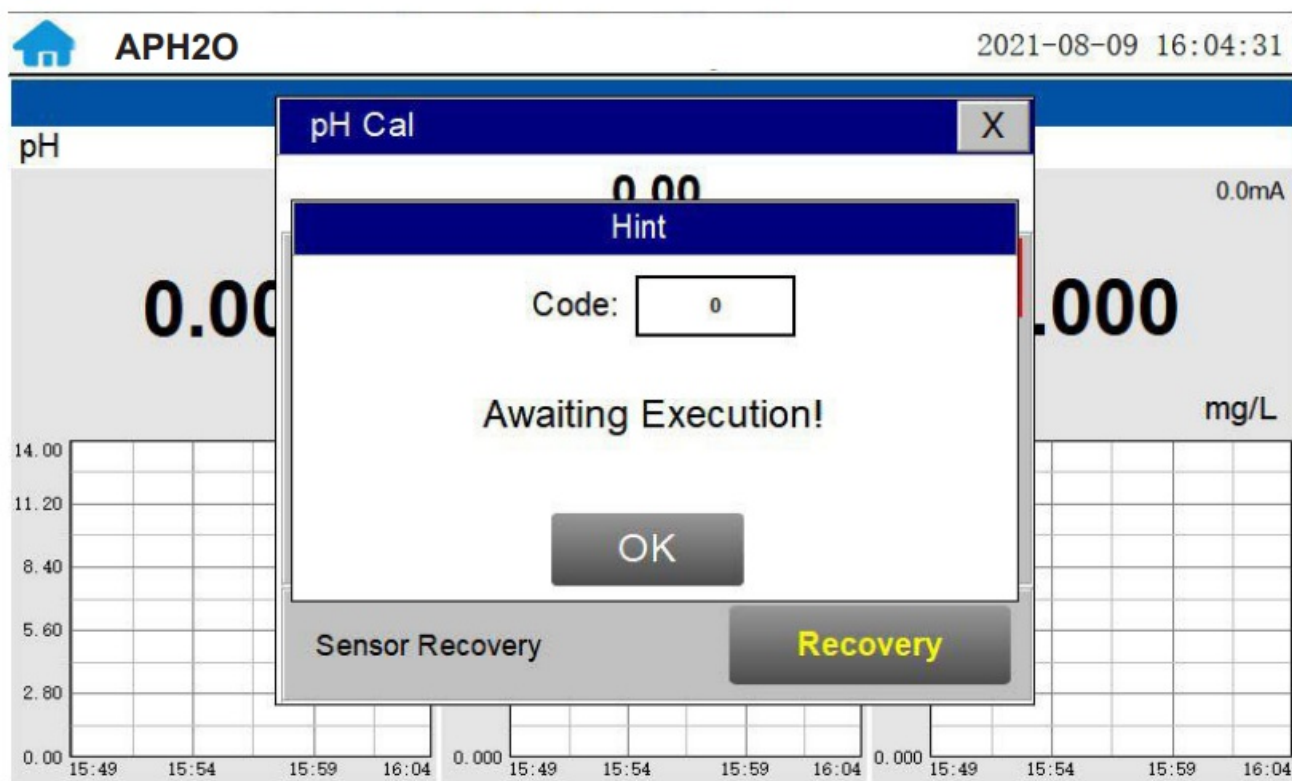 APH2O
2021-08-09 16:04:31
pH Cal
X
pH
0.00
0.0mA
Hint
Code: 0
0.00
.000
Awaiting Execution!
mg/L
OK
Sensor Recovery
Recovery
14.00
11.20
8.40
5.60
2.80
0.00
15:49 15:54 15:59 16:04
0.000
15:49 15:54 15:59 16:04
0.000
15:49 15:54 15:59 16:04